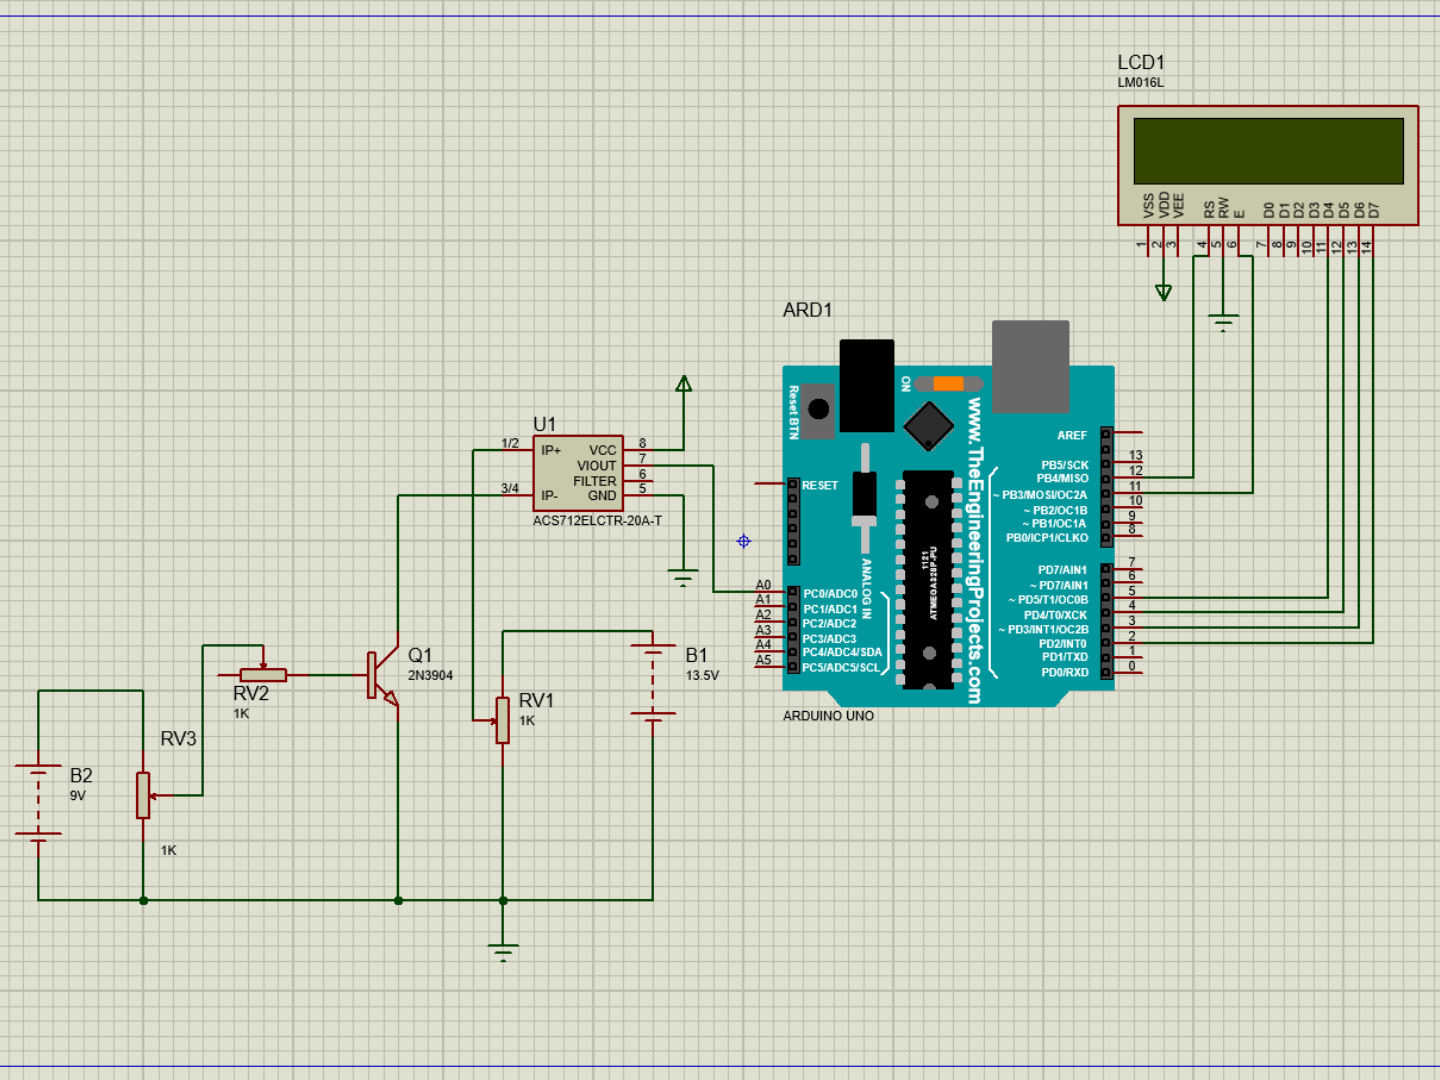 LCD1
LM016L
VSS
VDD
VEE
RS
RW
E
D0
D1
D2
D3
D4
D5
D6
D7
1
2
3
4
5
6
7
8
9
10
11
12
13
14
ARD1
ON
Reset BTN
www.TheEngineeringProjects.com
AREF
PB5/SCK
13
PB4/MISO
12
~ PB3/MOSI/OC2A
11
~ PB2/OC1B
10
~ PB1/OC1A
9
PB0/ICP1/CLKO
8
PD7/AIN1
7
~ PD7/AIN1
6
~ PD5/T1/OC0B
5
PD4/T0/XCK
4
~ PD3/INT1/OC2B
3
PD2/INT0
2
PD1/TXD
1
PD0/RXD
0
RESET
ANALOG IN
1121
ATMEGA328P-PU
A0
PC0/ADC0
A1
PC1/ADC1
A2
PC2/ADC2
A3
PC3/ADC3
A4
PC4/ADC4/SDA
A5
PC5/ADC5/SCL
ARDUINO UNO
U1
1/2
IP+
VCC
8
VIOUT
7
FILTER
6
3/4
IP-
GND
5
ACS712ELCTR-20A-T
Q1
2N3904
B1
13.5V
RV1
1K
RV2
1K
RV3
1K
B2
9V